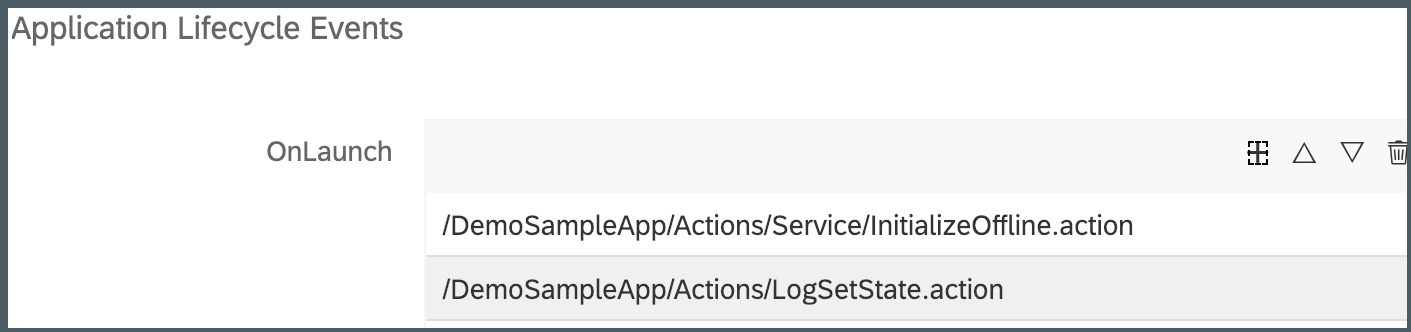 Application Lifecycle Events
OnLaunch
/DemoSampleApp/Actions/Service/InitializeOffline.action
/DemoSampleApp/Actions/LogSetState.action